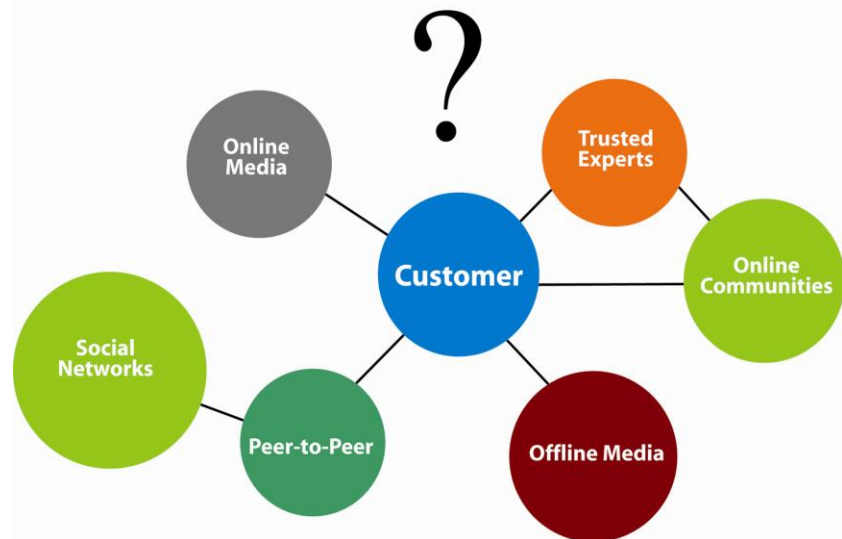 ?
Online
Media
Trusted
Experts
Customer
Online
Communities
Social
Networks
Peer-to-Peer
Offline Media